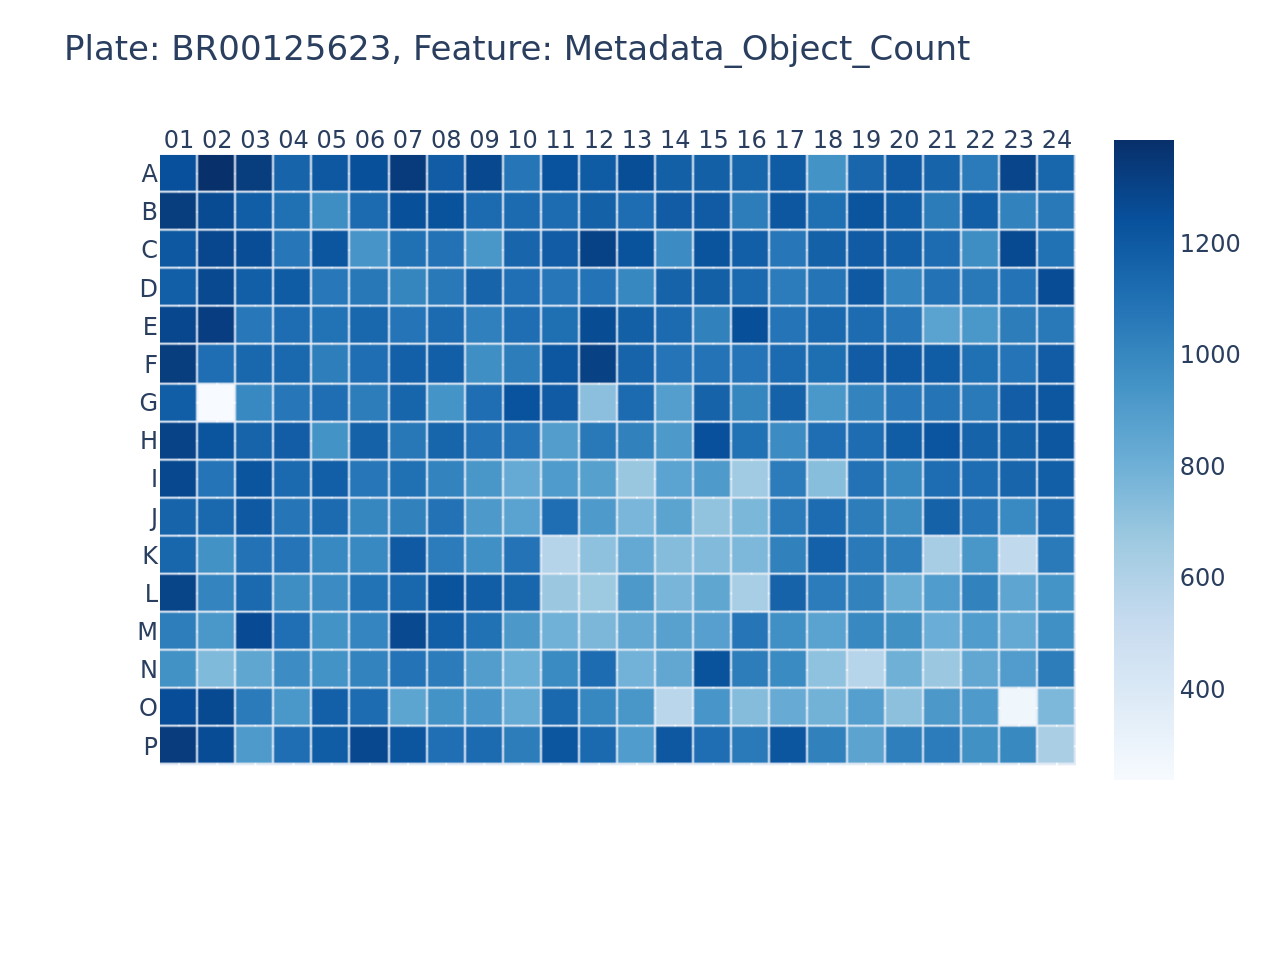 Plate: BR00125623, Feature: Metadata_Object_Count
01 02 03 04 05 06 07 08 09 10 11 12 13 14 15 16 17 18 19 20 21 22 23 24
A
B
C
D
E
F
G
H
I
J
K
L
M
N
O
P
1200
1000
800
600
400